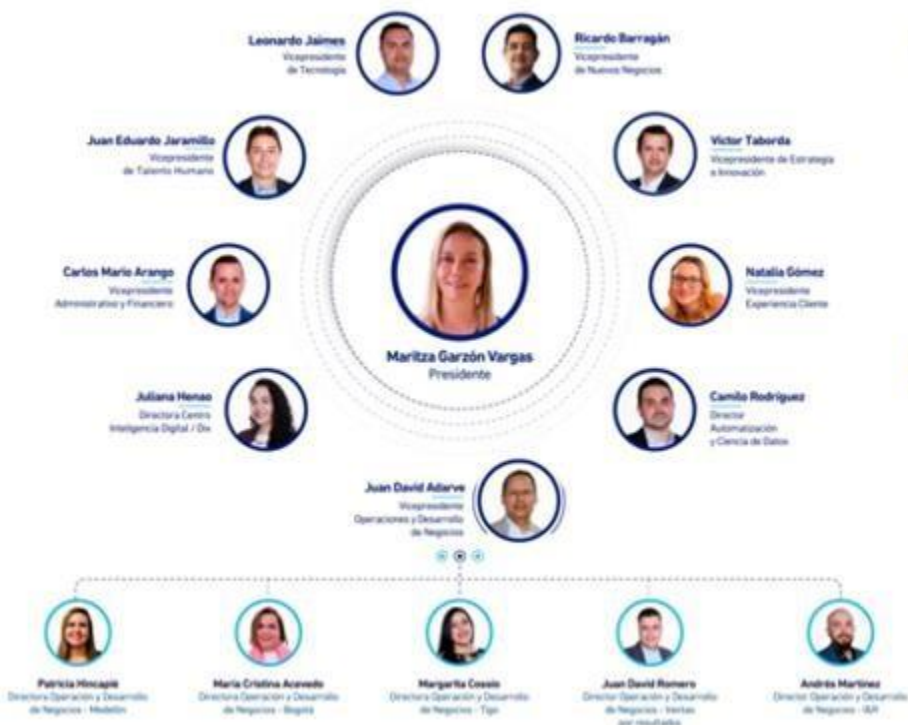 Leonardo Jaimes
Vicepresidente
de Tecnología
Ricardo Barragán
Vicepresidente
de Nuevos Negocios
Juan Eduardo Jaramillo
Vicepresidente
de Talento Humano
Victor Taborda
Vicepresidente de Estrategia
e Innovación
Carlos Mario Arango
Vicepresidente
Administrativo y Financiero
Natalia Gómez
Vicepresidente
Experiencia Cliente
Maritza Garzón Vargas
Presidente
Juliana Henao
Directora Centro
Inteligencia Digital / Dix
Camilo Rodríguez
Director
Automatización
y Ciencia de Datos
Juan David Adarve
Vicepresidente
Operaciones y Desarrollo
de Negocios
Patricia Hincapié
Directora Operación y Desarrollo
de Negocios - Medellín
Maria Cristina Acevedo
Directora Operación y Desarrollo
de Negocios - Bogotá
Margarita Cossio
Directora Operación y Desarrollo
de Negocios - Tigo
Juan David Romero
Director Operación y Desarrollo
de Negocios - Ventas
por resultados
Andrés Martinez
Director Operación y Desarrollo
de Negocios -